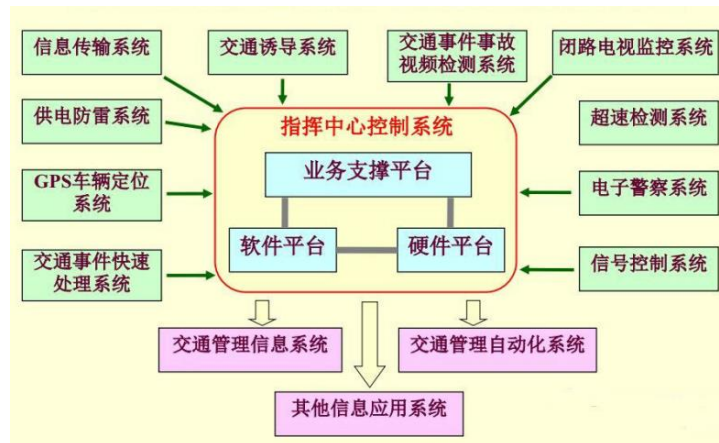 信息传输系统
交通诱导系统
交通事件事故
视频检测系统
闭路电视监控系统
供电防雷系统
指挥中心控制系统
超速检测系统
业务支撑平台
GPS车辆定位
系统
电子警察系统
软件平台
硬件平台
交通事件快速
处理系统
信号控制系统
交通管理信息系统
交通管理自动化系统
其他信息应用系统